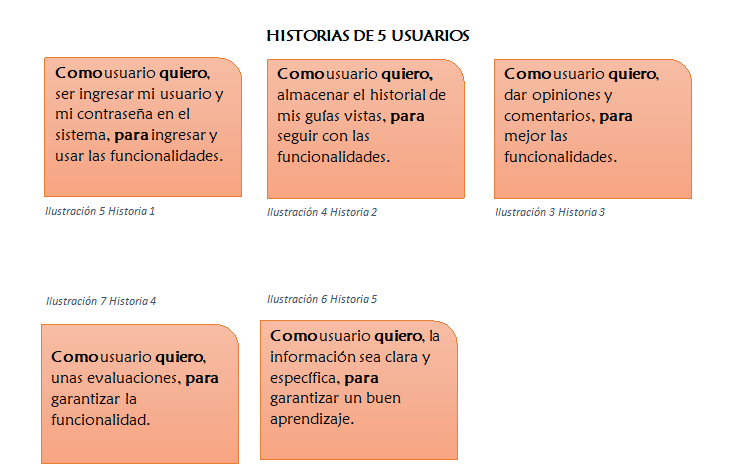 HISTORIAS DE 5 USUARIOS
Como usuario quiero,
ser ingresar mi usuario y
mi contraseña en el
sistema, para ingresar y
usar las funcionalidades.
Ilustración 5 Historia 1
Como usuario quiero,
almacenar el historial de
mis guías vistas, para
seguir con las
funcionalidades.
Ilustración 4 Historia 2
Como usuario quiero,
dar opiniones y
comentarios, para
mejor las
funcionalidades.
Ilustración 3 Historia 3
Ilustración 7 Historia 4
Como usuario quiero,
unas evaluaciones, para
garantizar la
funcionalidad.
Ilustración 6 Historia 5
Como usuario quiero, la
información sea clara y
específica, para
garantizar un buen
aprendizaje.